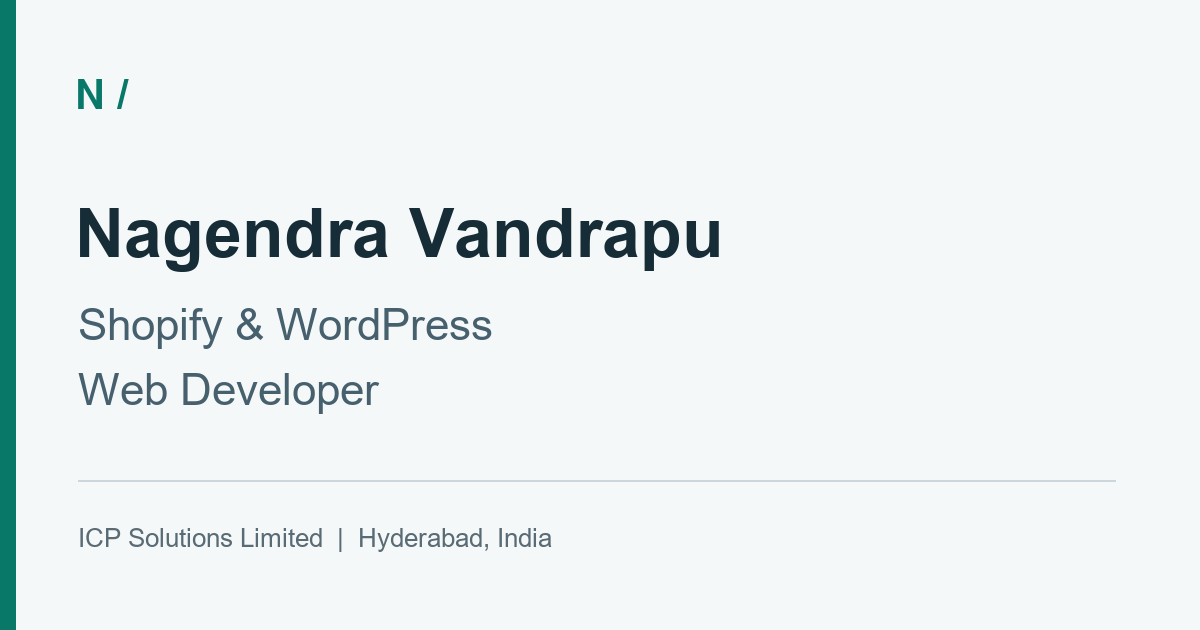 N /
Nagendra Vandrapu
Shopify & WordPress
Web Developer
ICP Solutions Limited | Hyderabad, India